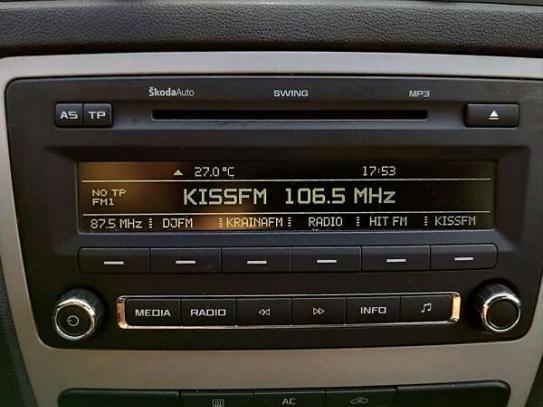 ŠkodaAuto SWING MP3
AS TP
27.0°C 17:53
NO TP
FM1
KISSFM 106.5 MHz
87.5 MHz DJFM KRAINAFM RADIO HIT FM KISSFM
MEDIA RADIO INFO
AC